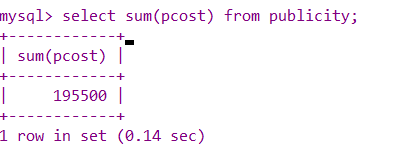 mysql> select sum(pcost) from publicity;
+------------+
| sum(pcost) |
+------------+
|     195500 |
+------------+
1 row in set (0.14 sec)